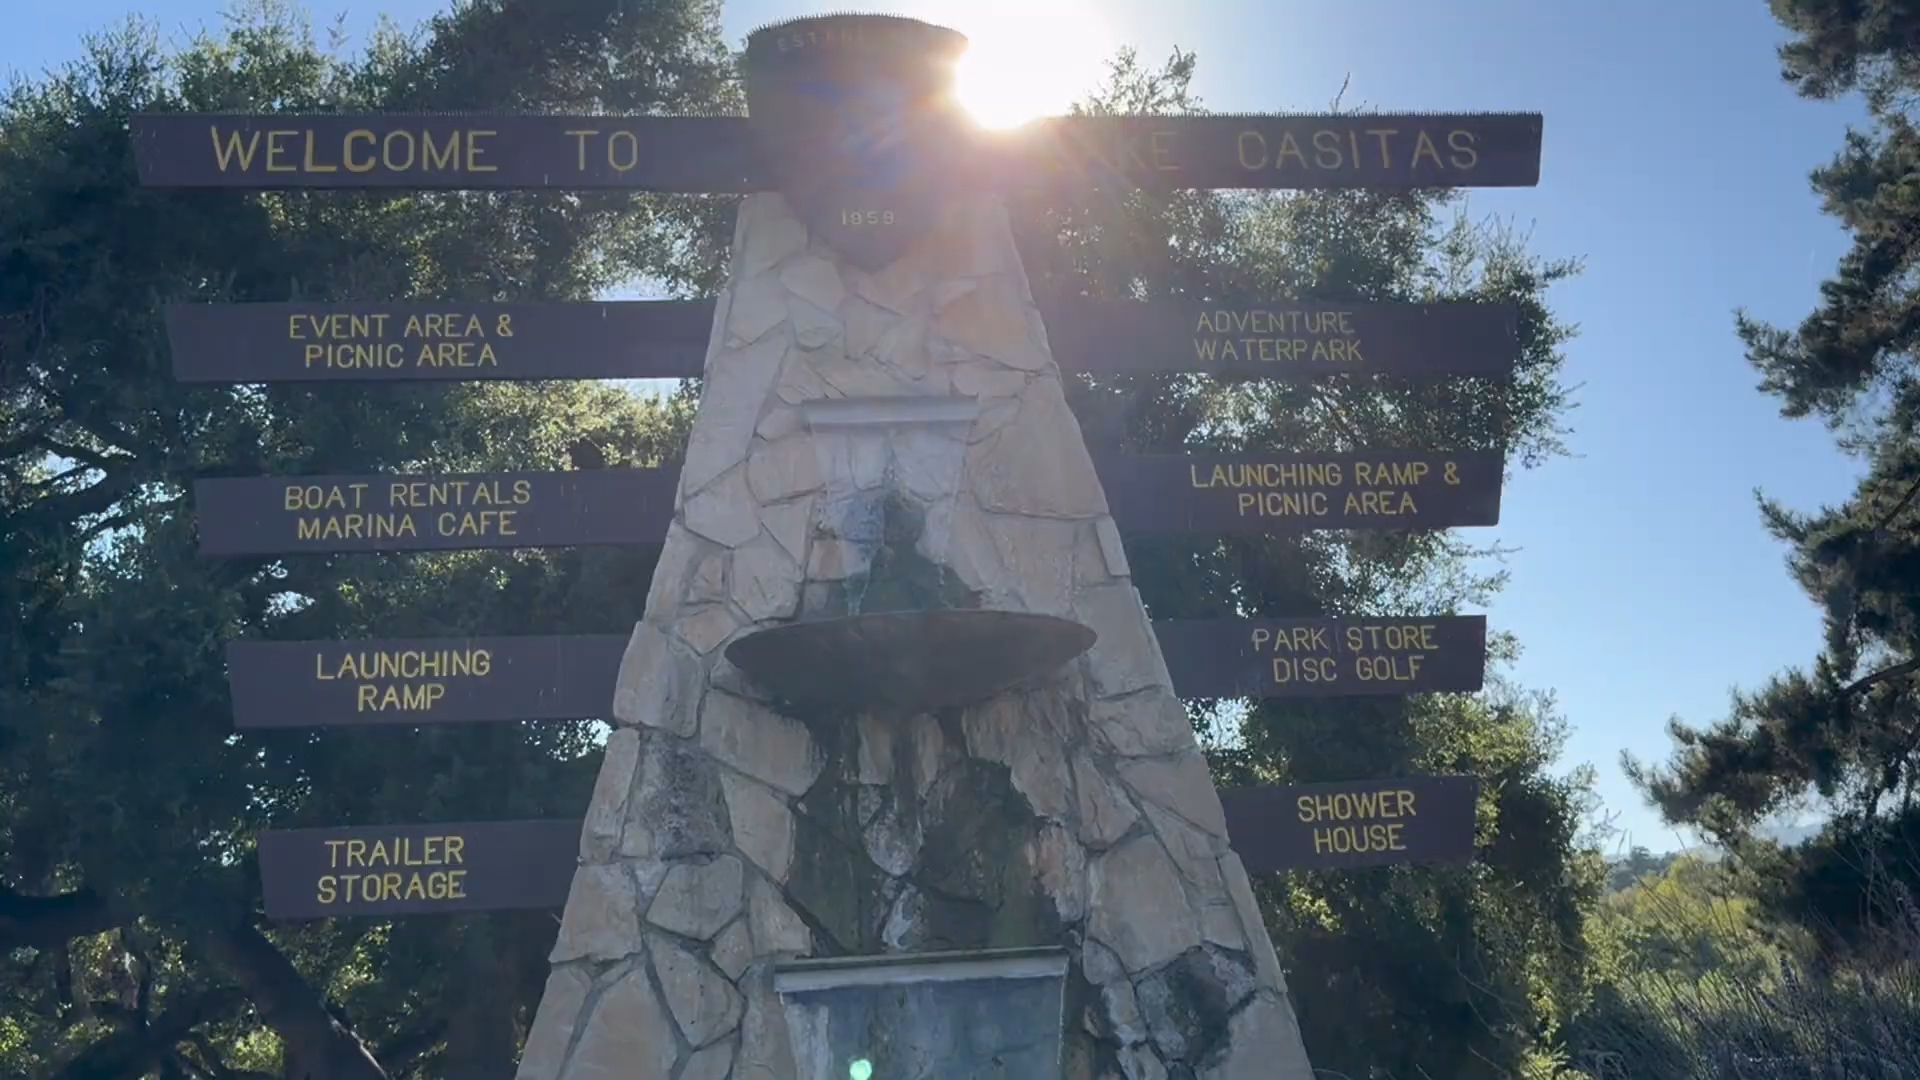 WELCOME TO
CASITAS
1959
EVENT AREA &
PICNIC AREA
BOAT RENTALS
MARINA CAFE
LAUNCHING
RAMP
TRAILER
STORAGE
ADVENTURE
WATERPARK
LAUNCHING RAMP &
PICNIC AREA
PARK STORE
DISC GOLF
SHOWER
HOUSE